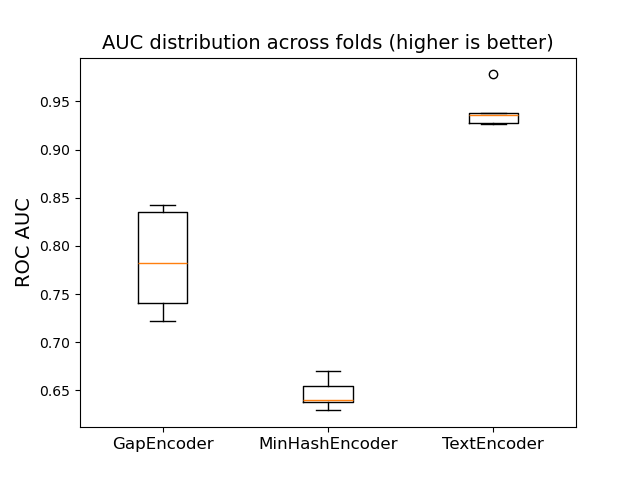 AUC distribution across folds (higher is better)
ROC AUC
0.95
0.90
0.85
0.80
0.75
0.70
0.65
GapEncoder
MinHashEncoder
TextEncoder